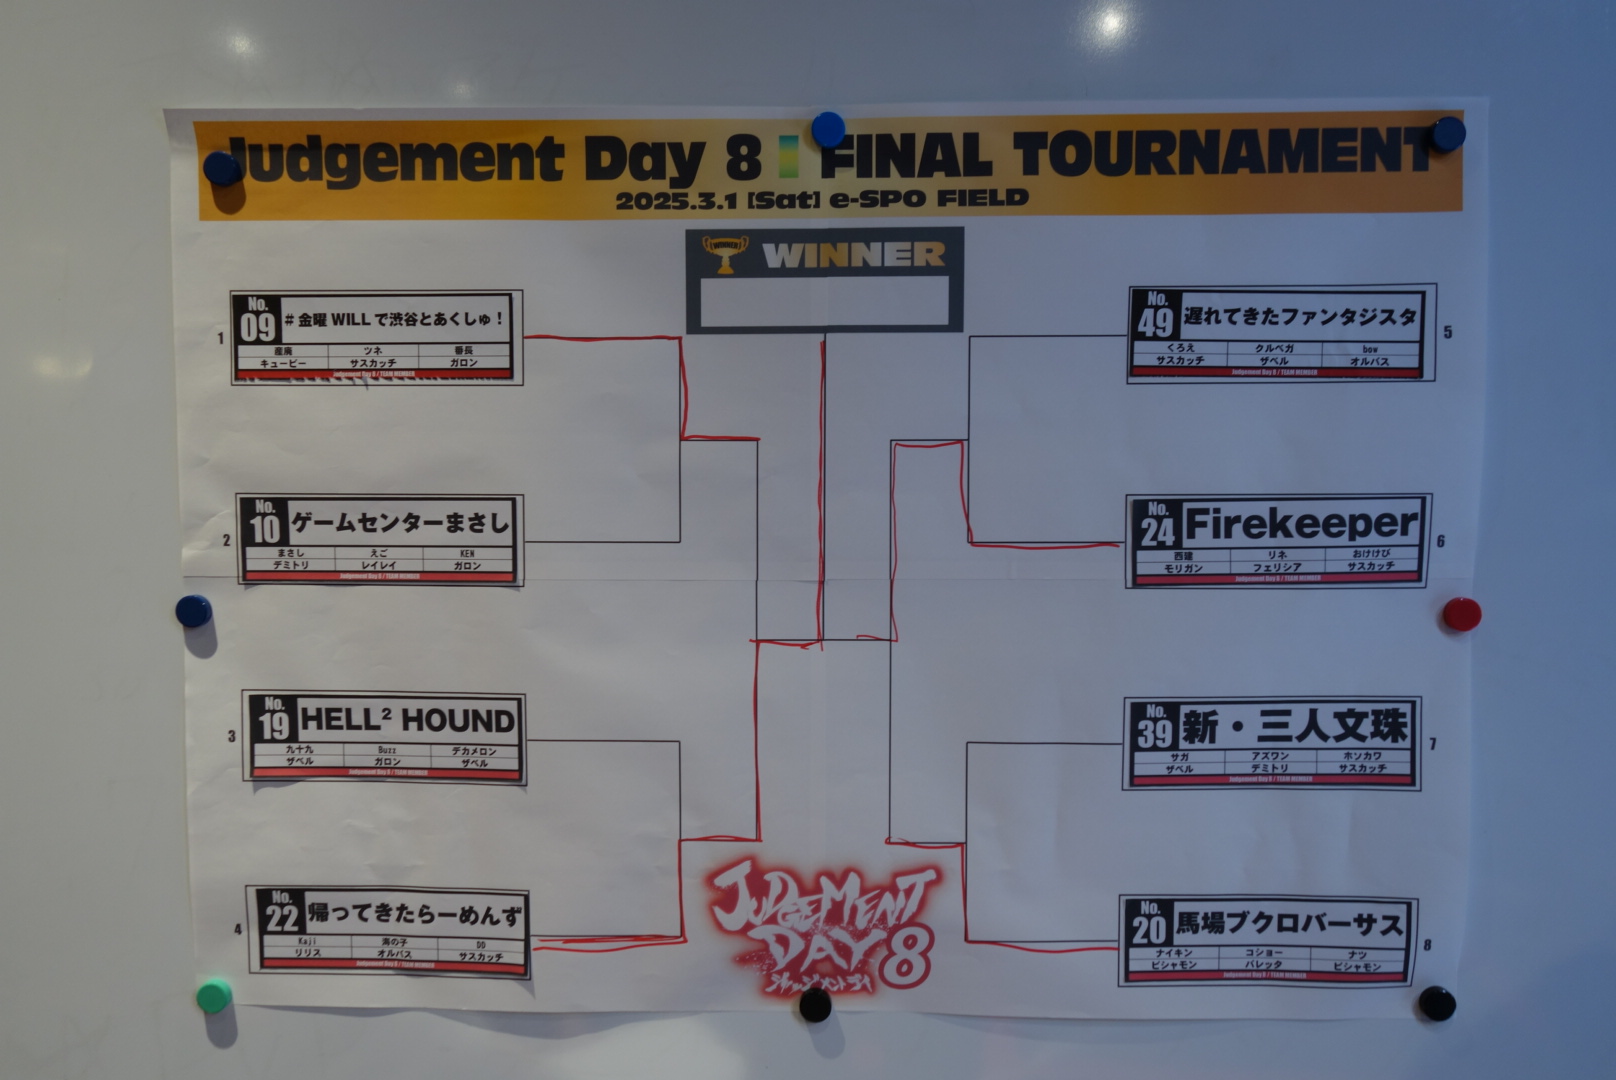 Judgement Day 8 FINAL TOURNAMENT
2025.3.1 [Sat] e-SPO FIELD
WINNER
WINNER
1
No. 09
#金曜WILLで渋谷とあくしゅ！
産廃 ツネ 番長
キュービー サスカッチ ガロン
Judgement Day 8 / TEAM MEMBER
2
No. 10
ゲームセンターまさし
まさし えご KEN
デミトリ レイレイ ガロン
Judgement Day 8 / TEAM MEMBER
3
No. 19
HELL² HOUND
九十九 Burr デカメロン
ザベル ガロン ザベル
Judgement Day 8 / TEAM MEMBER
4
No. 22
帰ってきたらーめんず
Kaji 海の子 DD
リリス オルバス サスカッチ
Judgement Day 8 / TEAM MEMBER
5
No. 49
遅れてきたファンタジスタ
くろえ クルベガ bow
サスカッチ ザベル オルバス
Judgement Day 8 / TEAM MEMBER
6
No. 24
Firekeeper
西建 リネ おけけび
モリガン フェリシア サスカッチ
Judgement Day 8 / TEAM MEMBER
7
No. 39
新・三人文珠
サガ アズワン ホソカワ
ザベル デミトリ サスカッチ
Judgement Day 8 / TEAM MEMBER
8
No. 20
馬場ブクロバーサス
ナイキン コショー ナツ
ビシャモン バレッタ ビシャモン
Judgement Day 8 / TEAM MEMBER
JUDGEMENT
DAY 8
ジャッジメントデイ